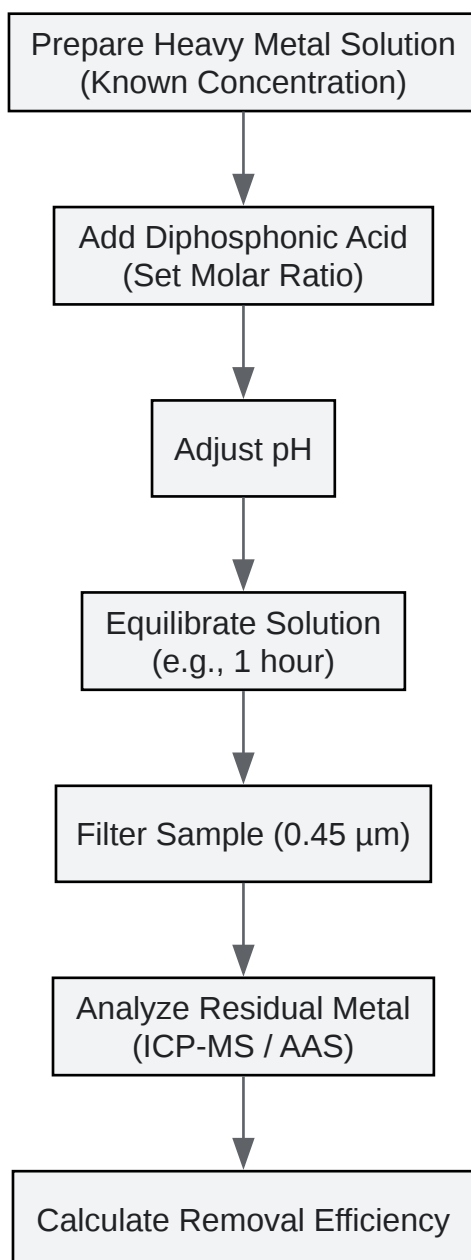 Prepare Heavy Metal Solution
(Known Concentration)
Add Diphosphonic Acid
(Set Molar Ratio)
Adjust pH
Equilibrate Solution
(e.g., 1 hour)
Filter Sample (0.45 µm)
Analyze Residual Metal
(ICP-MS / AAS)
Calculate Removal Efficiency